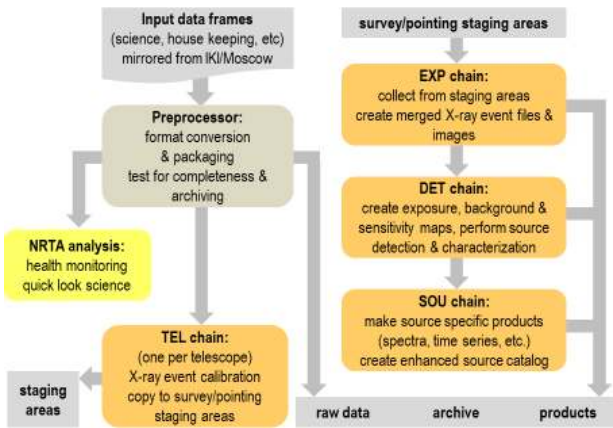 Input data frames
(science, house keeping, etc)
mirrored from IKI/Moscow
Preprocessor:
format conversion
& packaging
test for completeness &
archiving
NRTA analysis:
health monitoring
quick look science
TEL chain:
(one per telescope)
X-ray event calibration
copy to survey/pointing
staging areas
staging
areas
survey/pointing staging areas
EXP chain:
collect from staging areas
create merged X-ray event files &
images
DET chain:
create exposure, background &
sensitivity maps, perform source
detection & characterization
SOU chain:
make source specific products
(spectra, time series, etc.)
create enhanced source catalog
raw data archive products